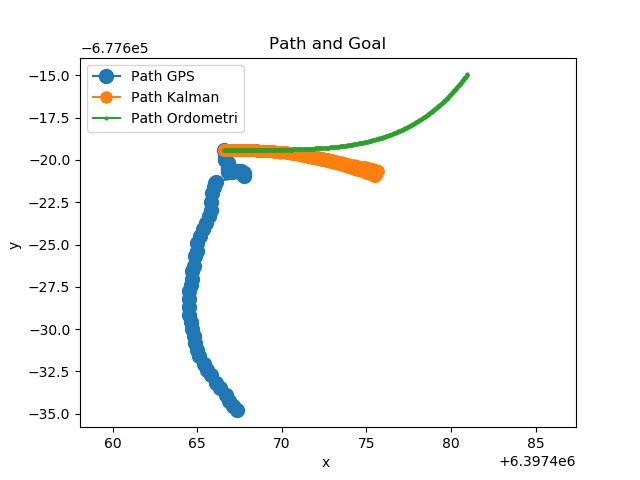 Path and Goal
−6.776e5
Path GPS
Path Kalman
Path Ordometri
−15.0
−17.5
−20.0
−22.5
−25.0
−27.5
−30.0
−32.5
−35.0
y
60 65 70 75 80 85
x
+6.3974e6